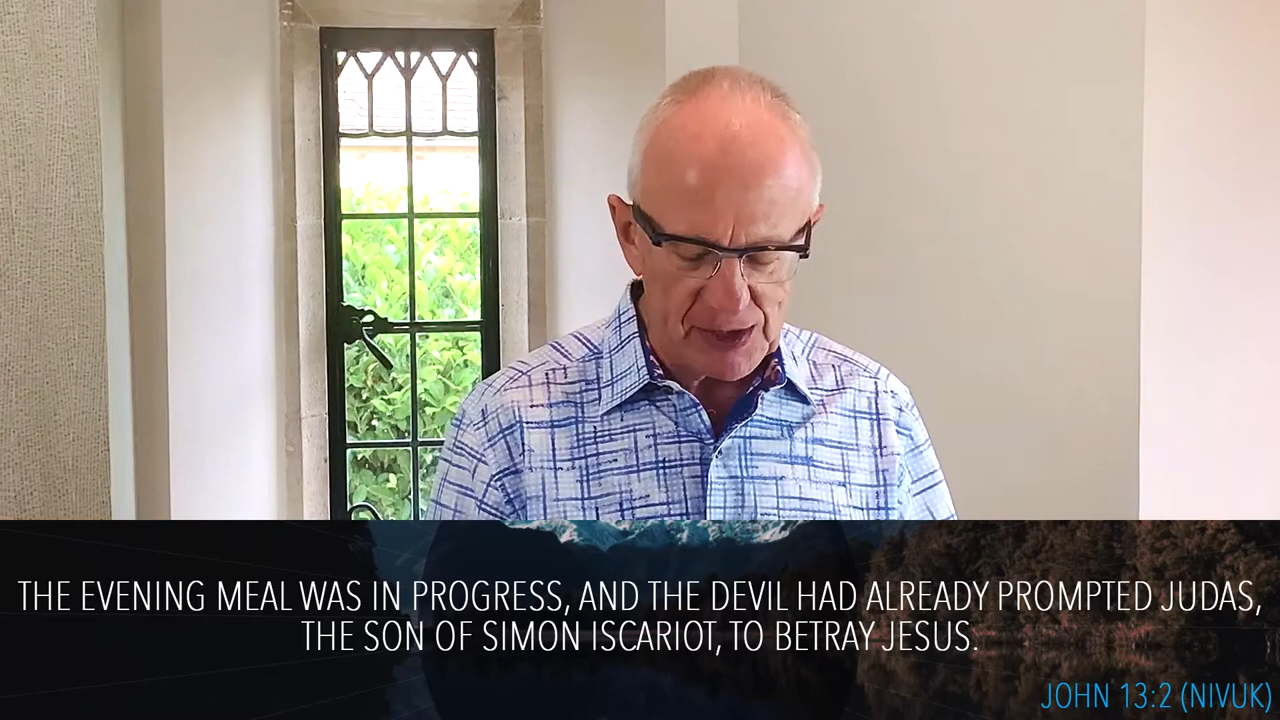 THE EVENING MEAL WAS IN PROGRESS, AND THE DEVIL HAD ALREADY PROMPTED JUDAS,
THE SON OF SIMON ISCARIOT, TO BETRAY JESUS.
JOHN 13:2 (NIVUK)